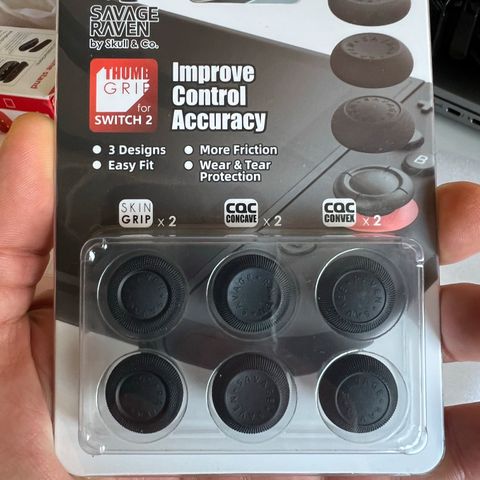 SAVAGE
RAVEN
by Skull & Co.
THUMB
GRIP
for
SWITCH 2
Improve
Control
Accuracy
3 Designs
Easy Fit
More Friction
Wear & Tear
Protection
SKIN
GRIP
x 2
CQC
CONCAVE
x 2
CQC
CONVEX
x 2